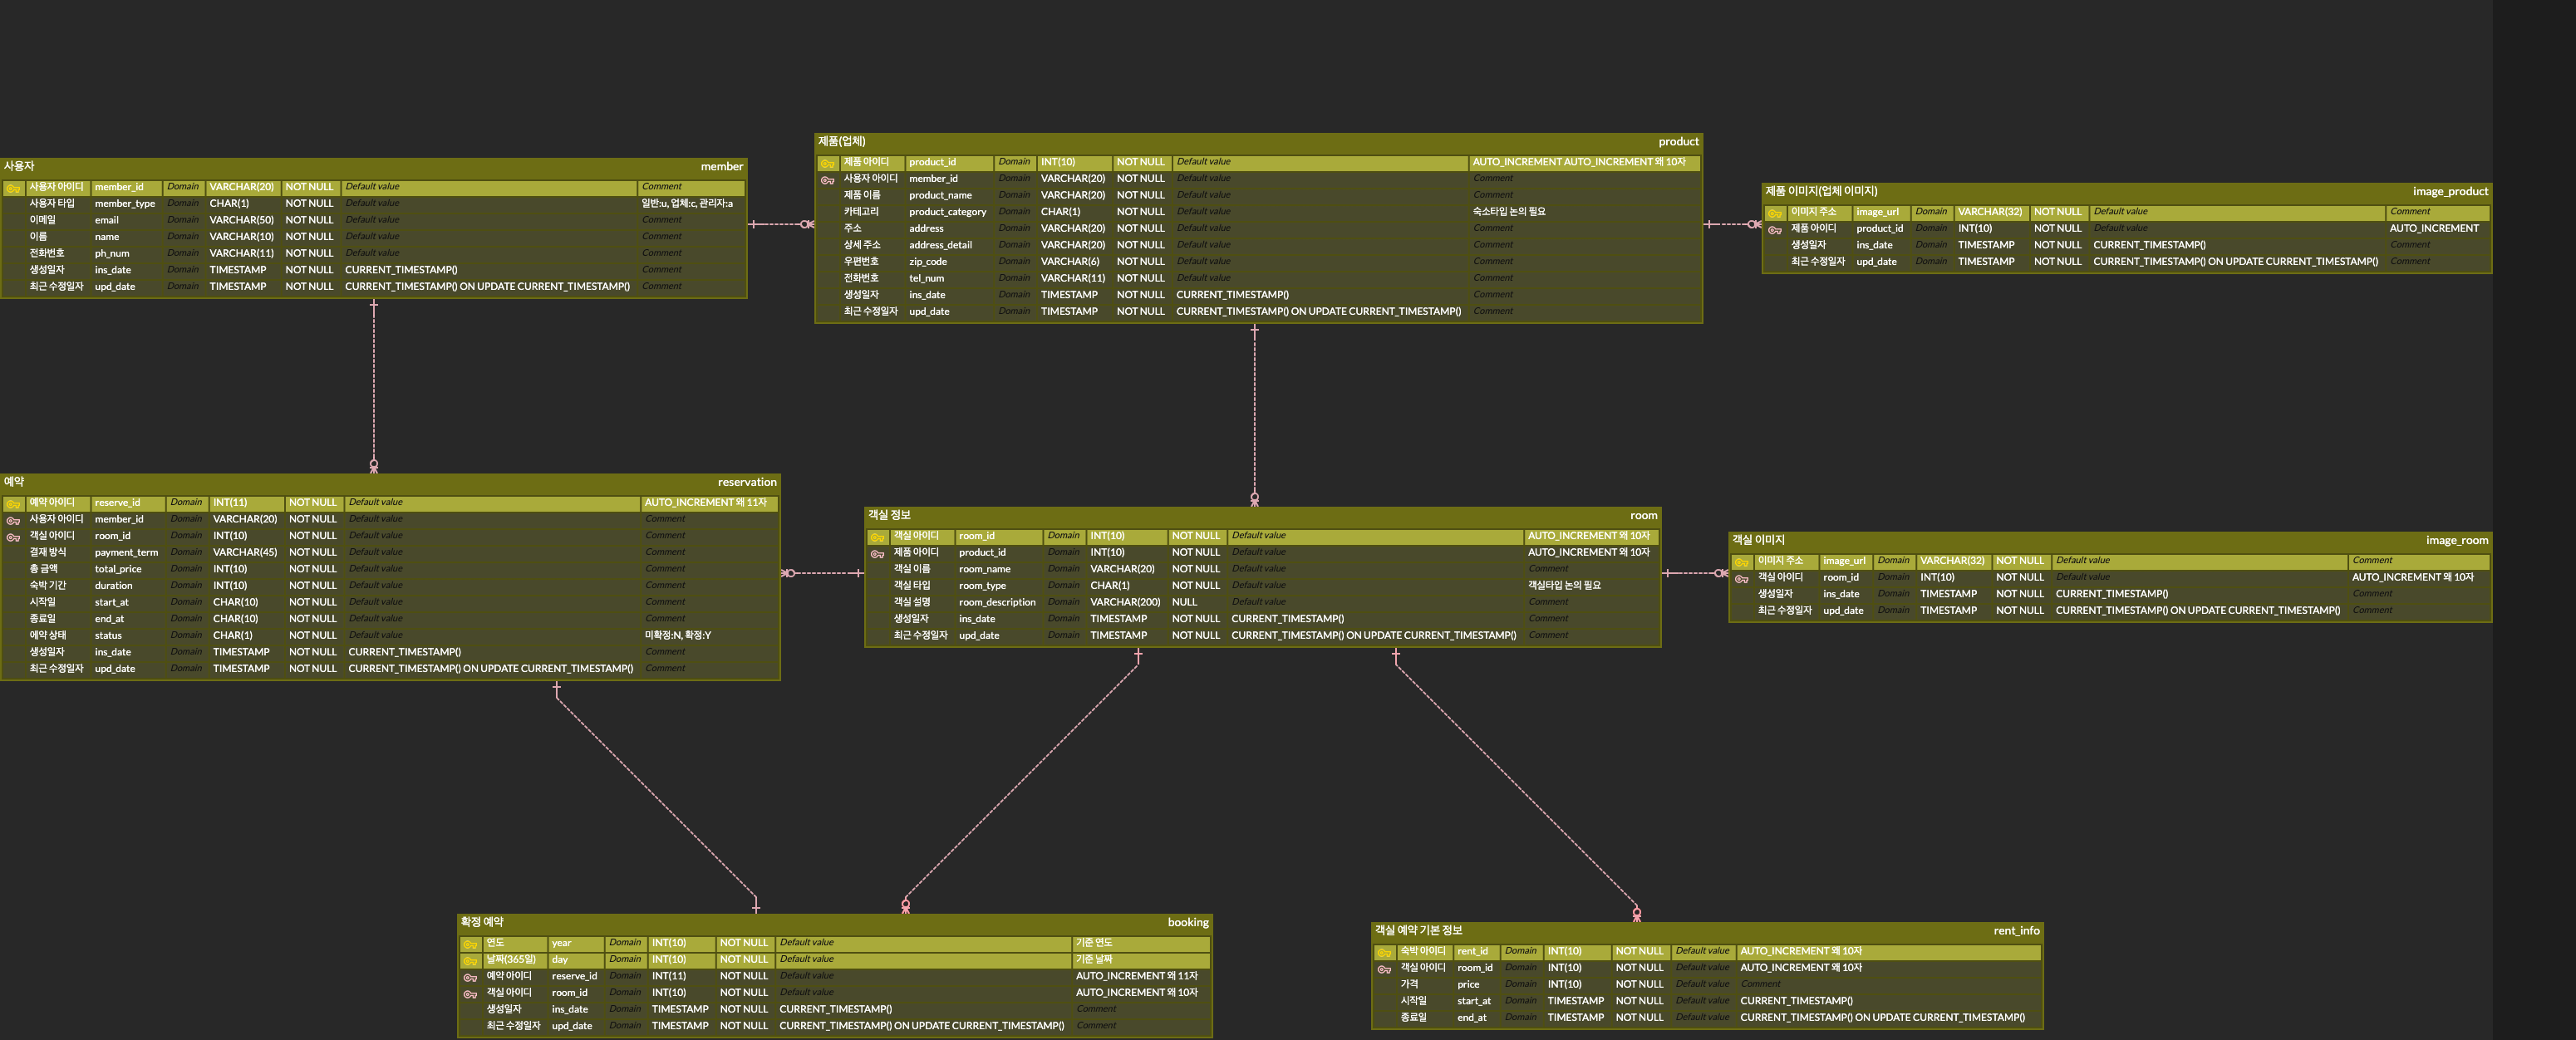 사용자 member
사용자 아이디 member_id Domain VARCHAR(20) NOT NULL Default value Comment
사용자 타입 member_type Domain CHAR(1) NOT NULL Default value 일반:u, 업체:c, 관리자:a
이메일 email Domain VARCHAR(50) NOT NULL Default value Comment
이름 name Domain VARCHAR(10) NOT NULL Default value Comment
전화번호 ph_num Domain VARCHAR(11) NOT NULL Default value Comment
생성일자 ins_date Domain TIMESTAMP NOT NULL CURRENT_TIMESTAMP() Comment
최근 수정일자 upd_date Domain TIMESTAMP NOT NULL CURRENT_TIMESTAMP() ON UPDATE CURRENT_TIMESTAMP() Comment
제품(업체) product
제품 아이디 product_id Domain INT(10) NOT NULL Default value AUTO_INCREMENT AUTO_INCREMENT 왜 10자
사용자 아이디 member_id Domain VARCHAR(20) NOT NULL Default value Comment
제품 이름 product_name Domain VARCHAR(20) NOT NULL Default value Comment
카테고리 product_category Domain CHAR(1) NOT NULL Default value 숙소타입 논의 필요
주소 address Domain VARCHAR(20) NOT NULL Default value Comment
상세 주소 address_detail Domain VARCHAR(20) NOT NULL Default value Comment
우편번호 zip_code Domain VARCHAR(6) NOT NULL Default value Comment
전화번호 tel_num Domain VARCHAR(11) NOT NULL Default value Comment
생성일자 ins_date Domain TIMESTAMP NOT NULL CURRENT_TIMESTAMP() Comment
최근 수정일자 upd_date Domain TIMESTAMP NOT NULL CURRENT_TIMESTAMP() ON UPDATE CURRENT_TIMESTAMP() Comment
제품 이미지(업체 이미지) image_product
이미지 주소 image_url Domain VARCHAR(32) NOT NULL Default value Comment
제품 아이디 product_id Domain INT(10) NOT NULL Default value AUTO_INCREMENT
생성일자 ins_date Domain TIMESTAMP NOT NULL CURRENT_TIMESTAMP() Comment
최근 수정일자 upd_date Domain TIMESTAMP NOT NULL CURRENT_TIMESTAMP() ON UPDATE CURRENT_TIMESTAMP() Comment
예약 reservation
예약 아이디 reserve_id Domain INT(11) NOT NULL Default value AUTO_INCREMENT 왜 11자
사용자 아이디 member_id Domain VARCHAR(20) NOT NULL Default value Comment
객실 아이디 room_id Domain INT(10) NOT NULL Default value Comment
결재 방식 payment_term Domain VARCHAR(45) NOT NULL Default value Comment
총 금액 total_price Domain INT(10) NOT NULL Default value Comment
숙박 기간 duration Domain INT(10) NOT NULL Default value Comment
시작일 start_at Domain CHAR(10) NOT NULL Default value Comment
종료일 end_at Domain CHAR(10) NOT NULL Default value Comment
예약 상태 status Domain CHAR(1) NOT NULL Default value 미확정:N, 확정:Y
생성일자 ins_date Domain TIMESTAMP NOT NULL CURRENT_TIMESTAMP() Comment
최근 수정일자 upd_date Domain TIMESTAMP NOT NULL CURRENT_TIMESTAMP() ON UPDATE CURRENT_TIMESTAMP() Comment
객실 정보 room
객실 아이디 room_id Domain INT(10) NOT NULL Default value AUTO_INCREMENT 왜 10자
제품 아이디 product_id Domain INT(10) NOT NULL Default value AUTO_INCREMENT 왜 10자
객실 이름 room_name Domain VARCHAR(20) NOT NULL Default value Comment
객실 타입 room_type Domain CHAR(1) NOT NULL Default value 객실타입 논의 필요
객실 설명 room_description Domain VARCHAR(200) NULL Default value Comment
생성일자 ins_date Domain TIMESTAMP NOT NULL CURRENT_TIMESTAMP() Comment
최근 수정일자 upd_date Domain TIMESTAMP NOT NULL CURRENT_TIMESTAMP() ON UPDATE CURRENT_TIMESTAMP() Comment
객실 이미지 image_room
이미지 주소 image_url Domain VARCHAR(32) NOT NULL Default value Comment
객실 아이디 room_id Domain INT(10) NOT NULL Default value AUTO_INCREMENT 왜 10자
생성일자 ins_date Domain TIMESTAMP NOT NULL CURRENT_TIMESTAMP() Comment
최근 수정일자 upd_date Domain TIMESTAMP NOT NULL CURRENT_TIMESTAMP() ON UPDATE CURRENT_TIMESTAMP() Comment
확정 예약 booking
연도 year Domain INT(10) NOT NULL Default value 기준 연도
날짜(365일) day Domain INT(10) NOT NULL Default value 기준 날짜
예약 아이디 reserve_id Domain INT(11) NOT NULL Default value AUTO_INCREMENT 왜 11자
객실 아이디 room_id Domain INT(10) NOT NULL Default value AUTO_INCREMENT 왜 10자
생성일자 ins_date Domain TIMESTAMP NOT NULL CURRENT_TIMESTAMP() Comment
최근 수정일자 upd_date Domain TIMESTAMP NOT NULL CURRENT_TIMESTAMP() ON UPDATE CURRENT_TIMESTAMP() Comment
객실 예약 기본 정보 rent_info
숙박 아이디 rent_id Domain INT(10) NOT NULL Default value AUTO_INCREMENT 왜 10자
객실 아이디 room_id Domain INT(10) NOT NULL Default value AUTO_INCREMENT 왜 10자
가격 price Domain INT(10) NOT NULL Default value Comment
시작일 start_at Domain TIMESTAMP NOT NULL Default value CURRENT_TIMESTAMP()
종료일 end_at Domain TIMESTAMP NOT NULL Default value CURRENT_TIMESTAMP() ON UPDATE CURRENT_TIMESTAMP()